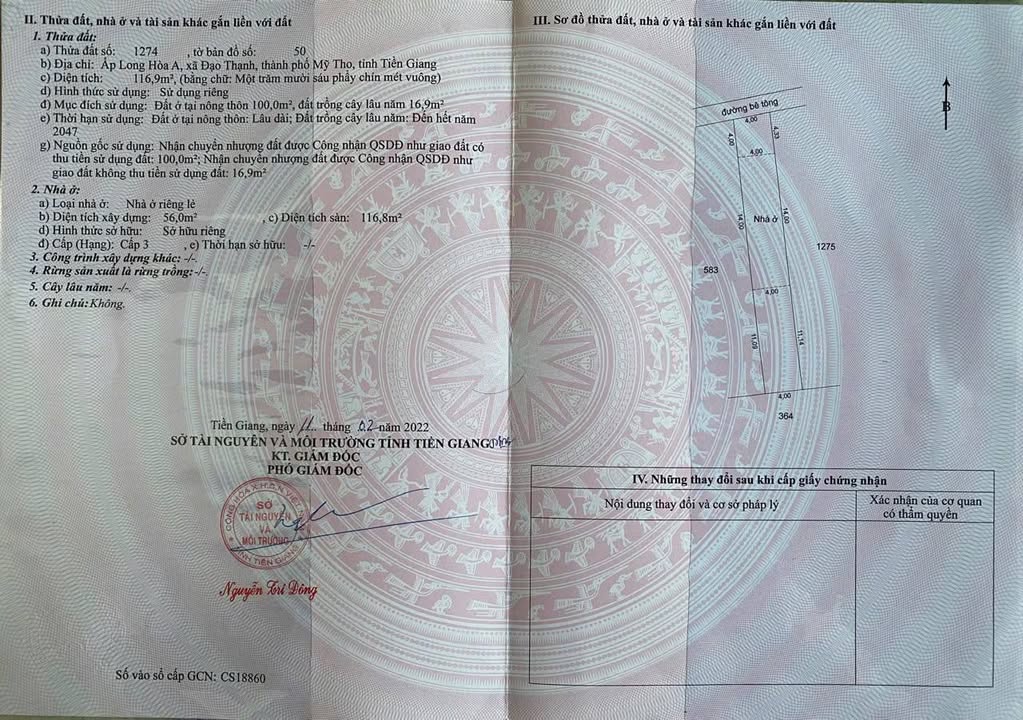 II. Thửa đất, nhà ở và tài sản khác gắn liền với đất
1. Thửa đất:
a) Thửa đất số: 1274 , tờ bản đồ số: 50
b) Địa chỉ: Ấp Long Hòa A, xã Đạo Thạnh, thành phố Mỹ Tho, tỉnh Tiền Giang
c) Diện tích: 116,9m², (bằng chữ: Một trăm mười sáu phẩy chín mét vuông)
d) Hình thức sử dụng: Sử dụng riêng
đ) Mục đích sử dụng: Đất ở tại nông thôn 100,0m², đất trồng cây lâu năm 16,9m²
e) Thời hạn sử dụng: Đất ở tại nông thôn: Lâu dài; Đất trồng cây lâu năm: Đến hết năm
2047
g) Nguồn gốc sử dụng: Nhận chuyển nhượng đất được Công nhận QSDĐ như giao đất có
thu tiền sử dụng đất: 100,0m²; Nhận chuyển nhượng đất được Công nhận QSDĐ như
giao đất không thu tiền sử dụng đất: 16,9m²
2. Nhà ở:
a) Loại nhà ở: Nhà ở riêng lẻ
b) Diện tích xây dựng: 56,0m² , c) Diện tích sàn: 116,8m²
d) Hình thức sở hữu: Sở hữu riêng
đ) Cấp (Hạng): Cấp 3 , e) Thời hạn sở hữu: -/-
3. Công trình xây dựng khác: -/-.
4. Rừng sản xuất là rừng trồng: -/-.
5. Cây lâu năm: -/-.
6. Ghi chú: Không.
Tiền Giang, ngày 11 tháng 02 năm 2022
SỞ TÀI NGUYÊN VÀ MÔI TRƯỜNG TỈNH TIỀN GIANG
KT. GIÁM ĐỐC
PHÓ GIÁM ĐỐC
CỘNG HÒA X.H.C.N VIỆT NAM
SỞ
TÀI NGUYÊN
VÀ
MÔI TRƯỜNG
TỈNH TIỀN GIANG
Nguyễn Trí Đông
Số vào sổ cấp GCN: CS18860
III. Sơ đồ thửa đất, nhà ở và tài sản khác gắn liền với đất
B
đường bê tông
4,00
4,00
4,33
4,00
14,00
Nhà ở
14,00
1275
583
4,00
11,09
11,14
4,00
364
IV. Những thay đổi sau khi cấp giấy chứng nhận
Nội dung thay đổi và cơ sở pháp lý
Xác nhận của cơ quan
có thẩm quyền